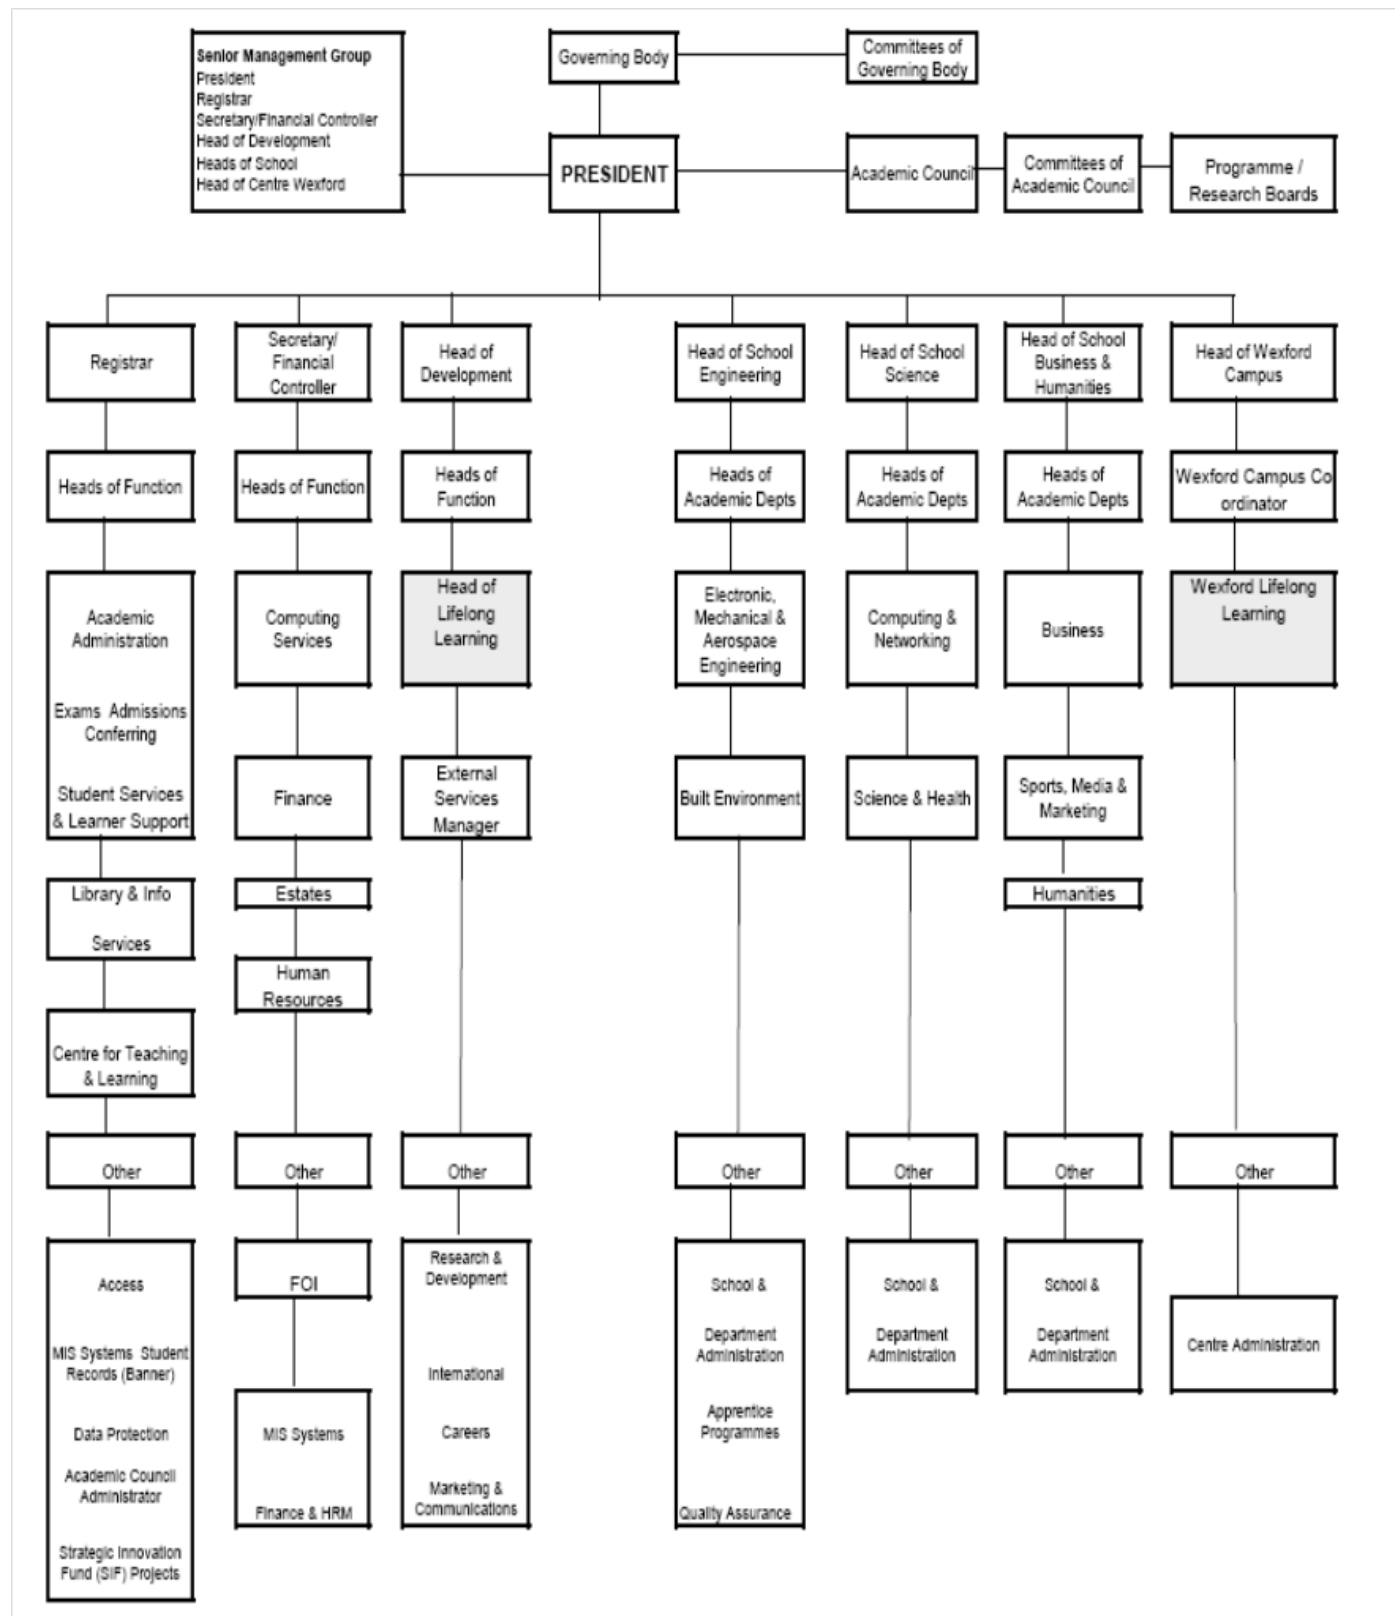 Senior Management Group
President
Registrar
Secretary/Financial Controller
Head of Development
Heads of School
Head of Centre Wexford
Governing Body
Committees of
Governing Body
PRESIDENT
Academic Council
Committees of
Academic Council
Programme /
Research Boards
Registrar
Secretary/
Financial
Controller
Head of
Development
Head of School
Engineering
Head of School
Science
Head of School
Business &
Humanities
Head of Wexford
Campus
Heads of Function
Heads of Function
Heads of
Function
Heads of
Academic Depts
Heads of
Academic Depts
Heads of
Academic Depts
Wexford Campus Co
ordinator
Academic
Administration
Exams Admissions
Conferring
Student Services
& Learner Support
Computing
Services
Head of
Lifelong
Learning
Electronic,
Mechanical &
Aerospace
Engineering
Computing &
Networking
Business
Wexford Lifelong
Learning
Finance
External
Services
Manager
Built Environment
Science & Health
Sports, Media &
Marketing
Library & Info
Services
Estates
Humanities
Human
Resources
Centre for Teaching
& Learning
Other
Other
Other
Other
Other
Other
Other
Access
MIS Systems Student
Records (Banner)
Data Protection
Academic Council
Administrator
Strategic Innovation
Fund (SIF) Projects
FOI
MIS Systems
Finance & HRM
Research &
Development
International
Careers
Marketing &
Communications
School &
Department
Administration
Apprentice
Programmes
Quality Assurance
School &
Department
Administration
School &
Department
Administration
Centre Administration